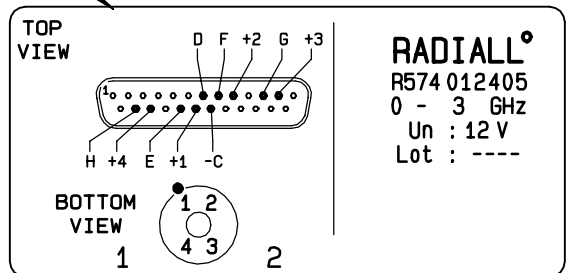 TOP
VIEW
D F +2 G +3
1
H +4 E +1 -C
BOTTOM
VIEW
1 2
4 3
1 2
RADIALL°
R574 012405
0 - 3 GHz
Un : 12 V
Lot : ----